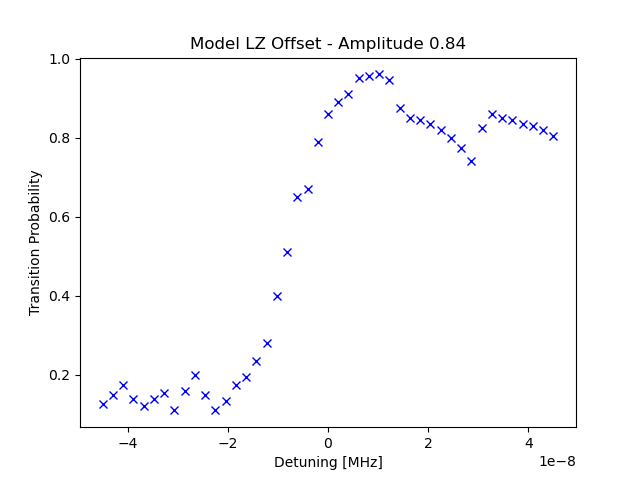 Model LZ Offset - Amplitude 0.84
1.0
0.8
0.6
0.4
0.2
Transition Probability
−4 −2 0 2 4
1e−8
Detuning [MHz]